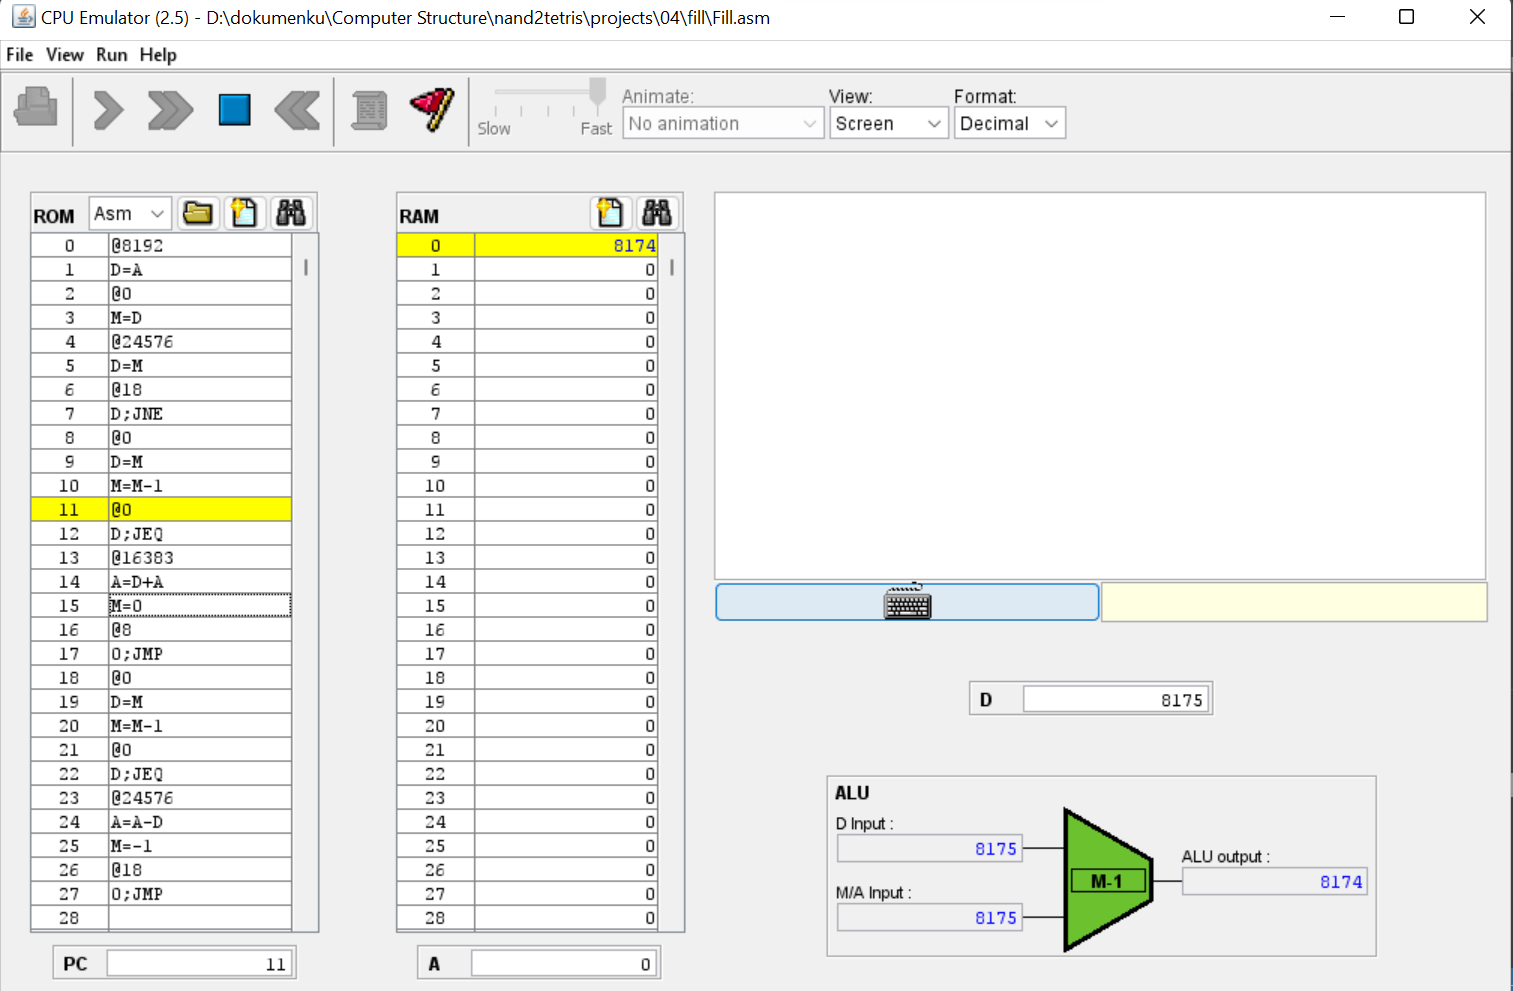 CPU Emulator (2.5) - D:\dokumenku\Computer Structure\nand2tetris\projects\04\fill\Fill.asm
File View Run Help
Slow Fast
Animate:
No animation
View:
Screen
Format:
Decimal
ROM Asm
0 @8192
1 D=A
2 @0
3 M=D
4 @24576
5 D=M
6 @18
7 D;JNE
8 @0
9 D=M
10 M=M-1
11 @0
12 D;JEQ
13 @16383
14 A=D+A
15 M=0
16 @8
17 0;JMP
18 @0
19 D=M
20 M=M-1
21 @0
22 D;JEQ
23 @24576
24 A=A-D
25 M=-1
26 @18
27 0;JMP
28
PC 11
RAM
0 8174
1 0
2 0
3 0
4 0
5 0
6 0
7 0
8 0
9 0
10 0
11 0
12 0
13 0
14 0
15 0
16 0
17 0
18 0
19 0
20 0
21 0
22 0
23 0
24 0
25 0
26 0
27 0
28 0
A 0
D 8175
ALU
D Input :
8175
M/A Input :
8175
M-1
ALU output :
8174